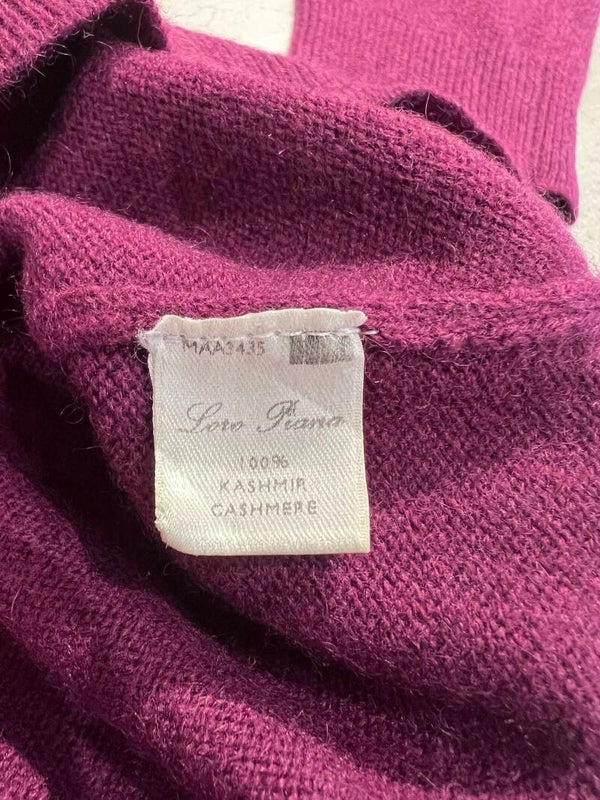 MAA3435
Loro Piana
100%
KASHMIR
CASHMERE